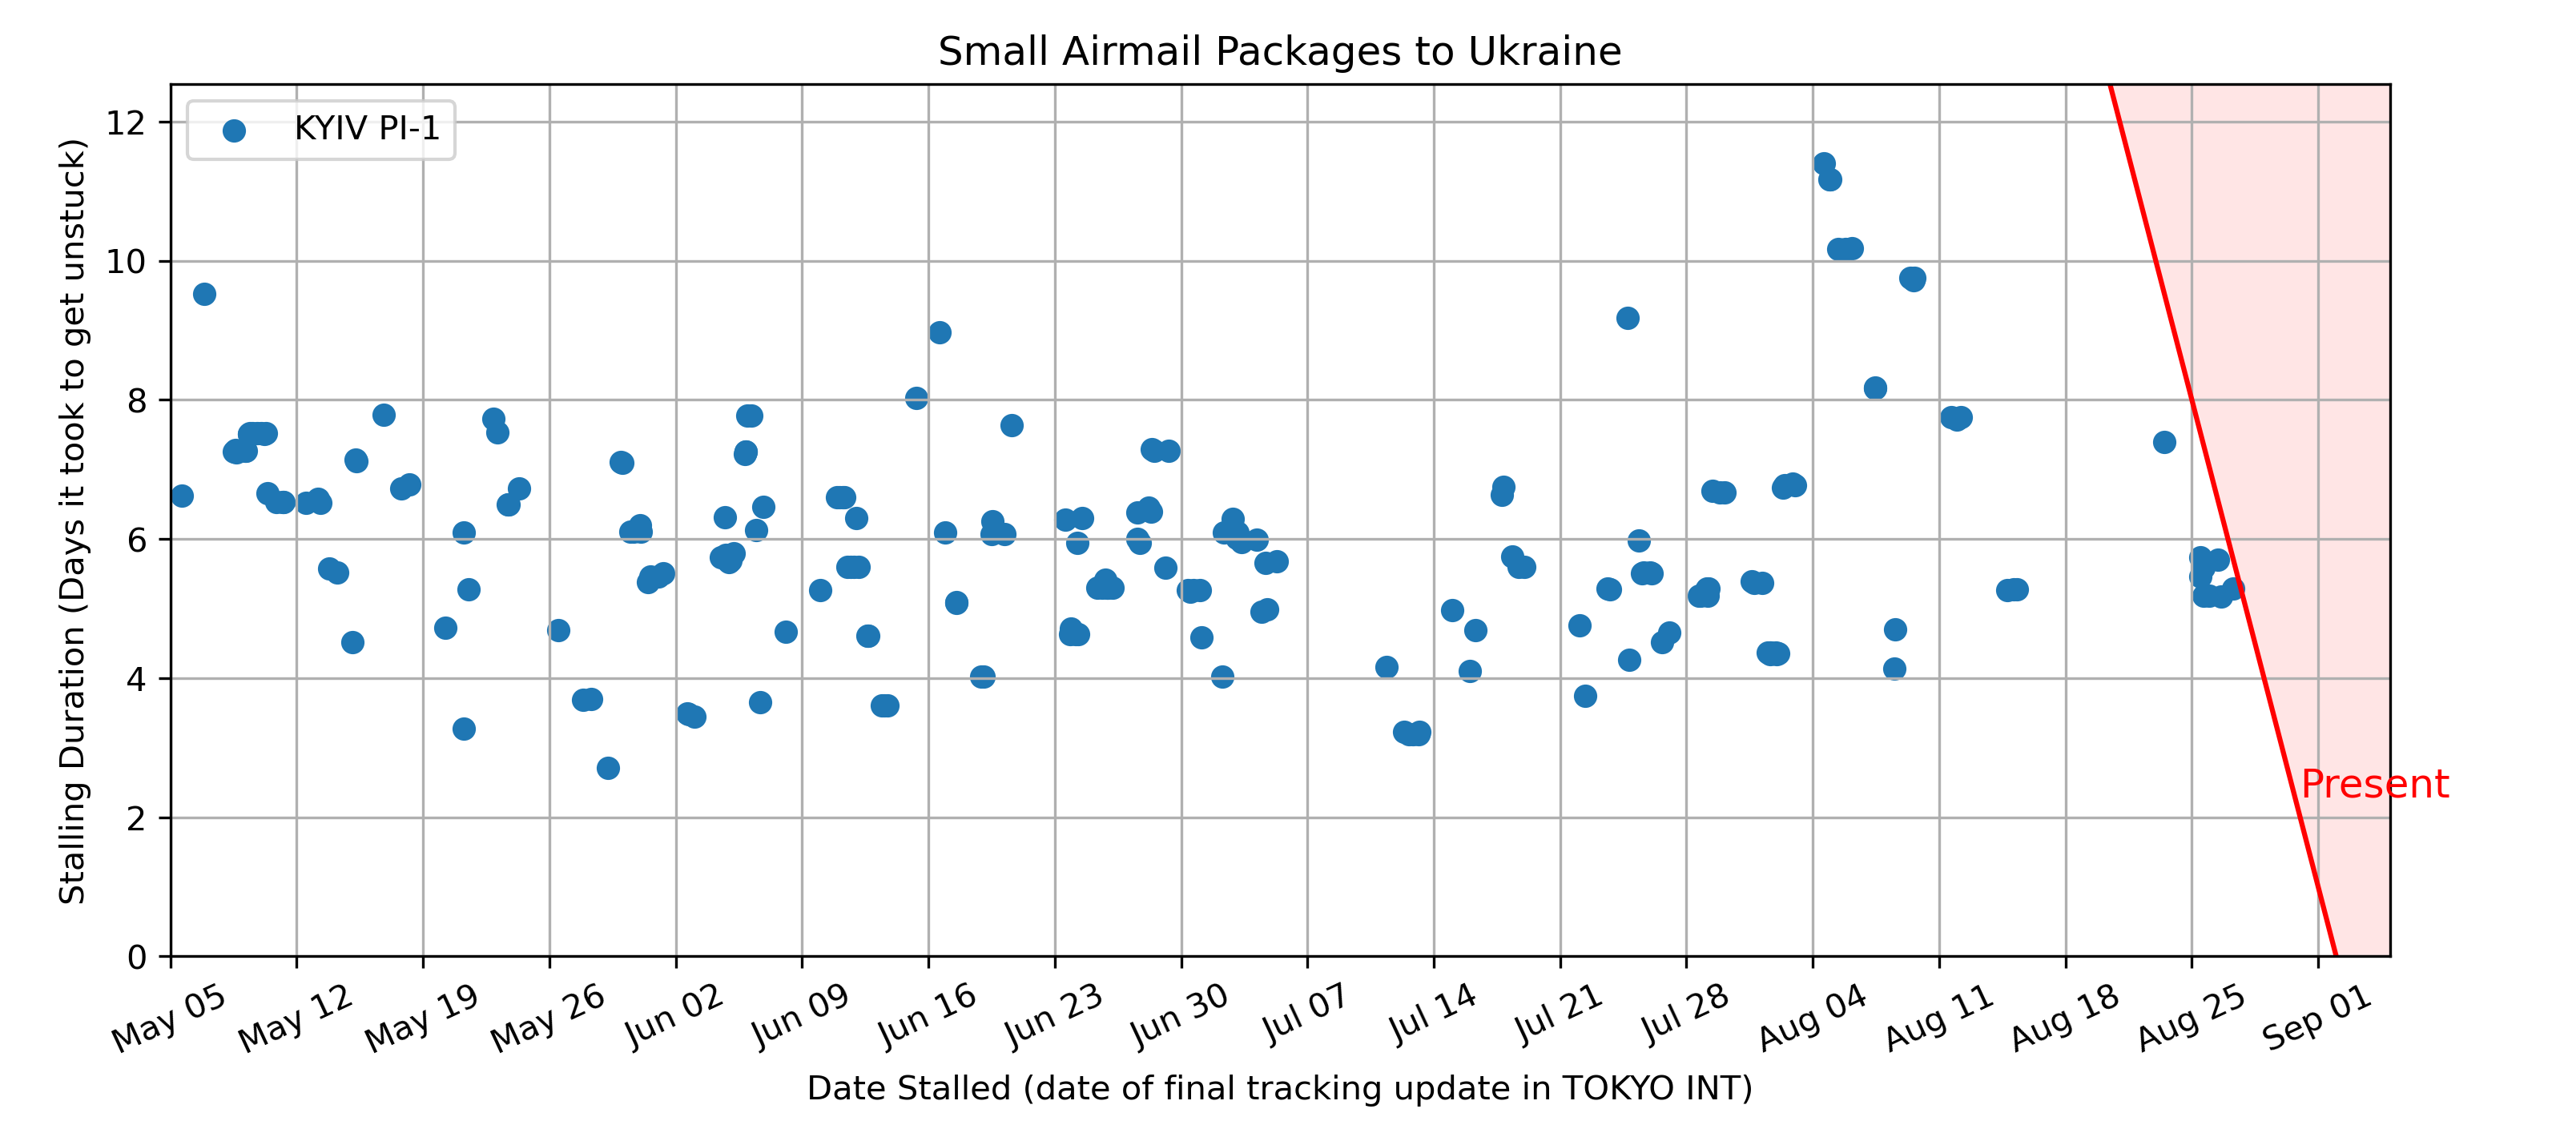 Small Airmail Packages to Ukraine
KYIV PI-1
Stalling Duration (Days it took to get unstuck)
12
10
8
6
4
2
0
Present
May 05
May 12
May 19
May 26
Jun 02
Jun 09
Jun 16
Jun 23
Jun 30
Jul 07
Jul 14
Jul 21
Jul 28
Aug 04
Aug 11
Aug 18
Aug 25
Sep 01
Date Stalled (date of final tracking update in TOKYO INT)